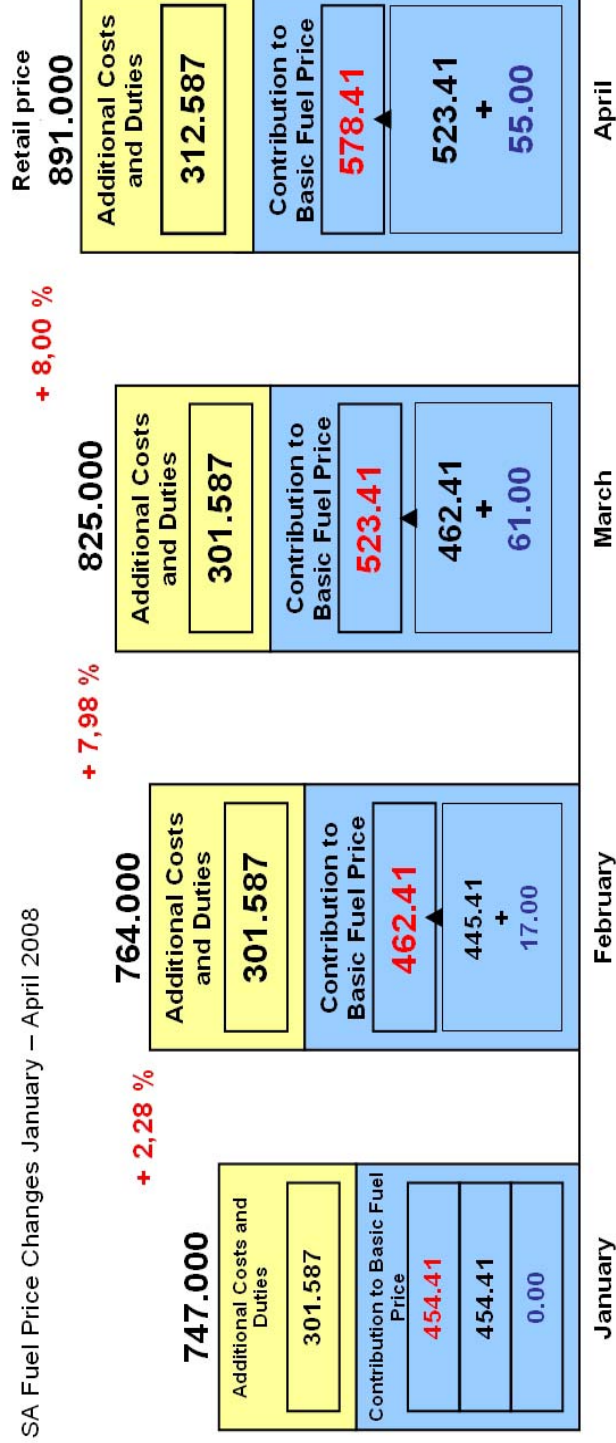 SA Fuel Price Changes January – April 2008
747.000
Additional Costs and
Duties
301.587
Contribution to Basic Fuel
Price
454.41
454.41
0.00
January
+ 2,28 %
764.000
Additional Costs
and Duties
301.587
Contribution to
Basic Fuel Price
462.41
445.41
+
17.00
February
+ 7,98 %
825.000
Additional Costs
and Duties
301.587
Contribution to
Basic Fuel Price
523.41
462.41
+
61.00
March
+ 8,00 %
Retail price
891.000
Additional Costs
and Duties
312.587
Contribution to
Basic Fuel Price
578.41
523.41
+
55.00
April